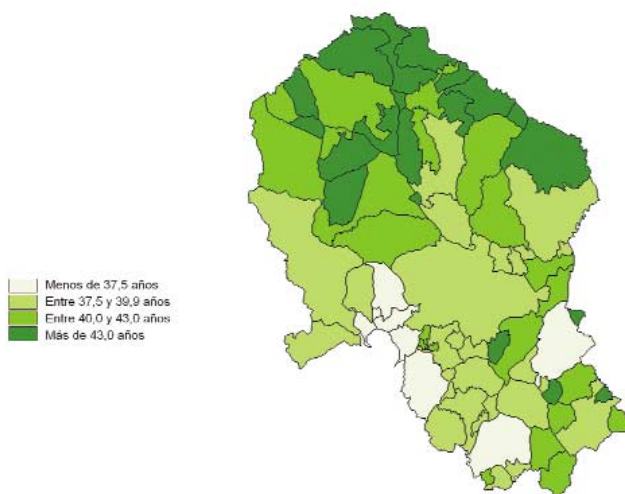 Menos de 37,5 años
Entre 37,5 y 39,9 años
Entre 40,0 y 43,0 años
Más de 43,0 años